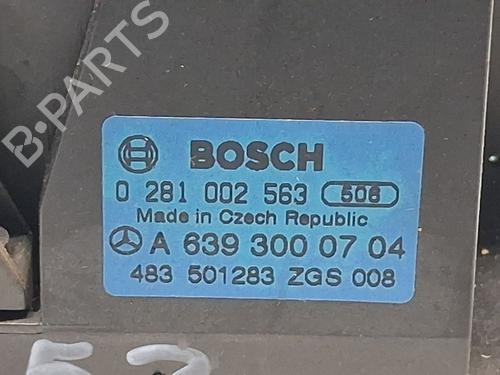 B-PARTS
BOSCH
0 281 002 563 506
Made in Czech Republic
A 639 300 07 04
483 501283 ZGS 008